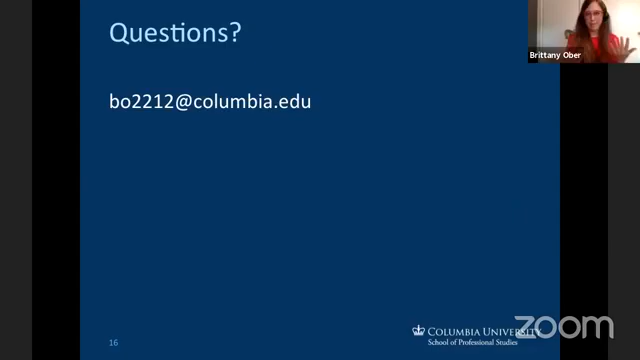 Questions?
Brittany Ober
bo2212@columbia.edu
16
COLUMBIA UNIVERSITY
School of Professional Studies
zoom